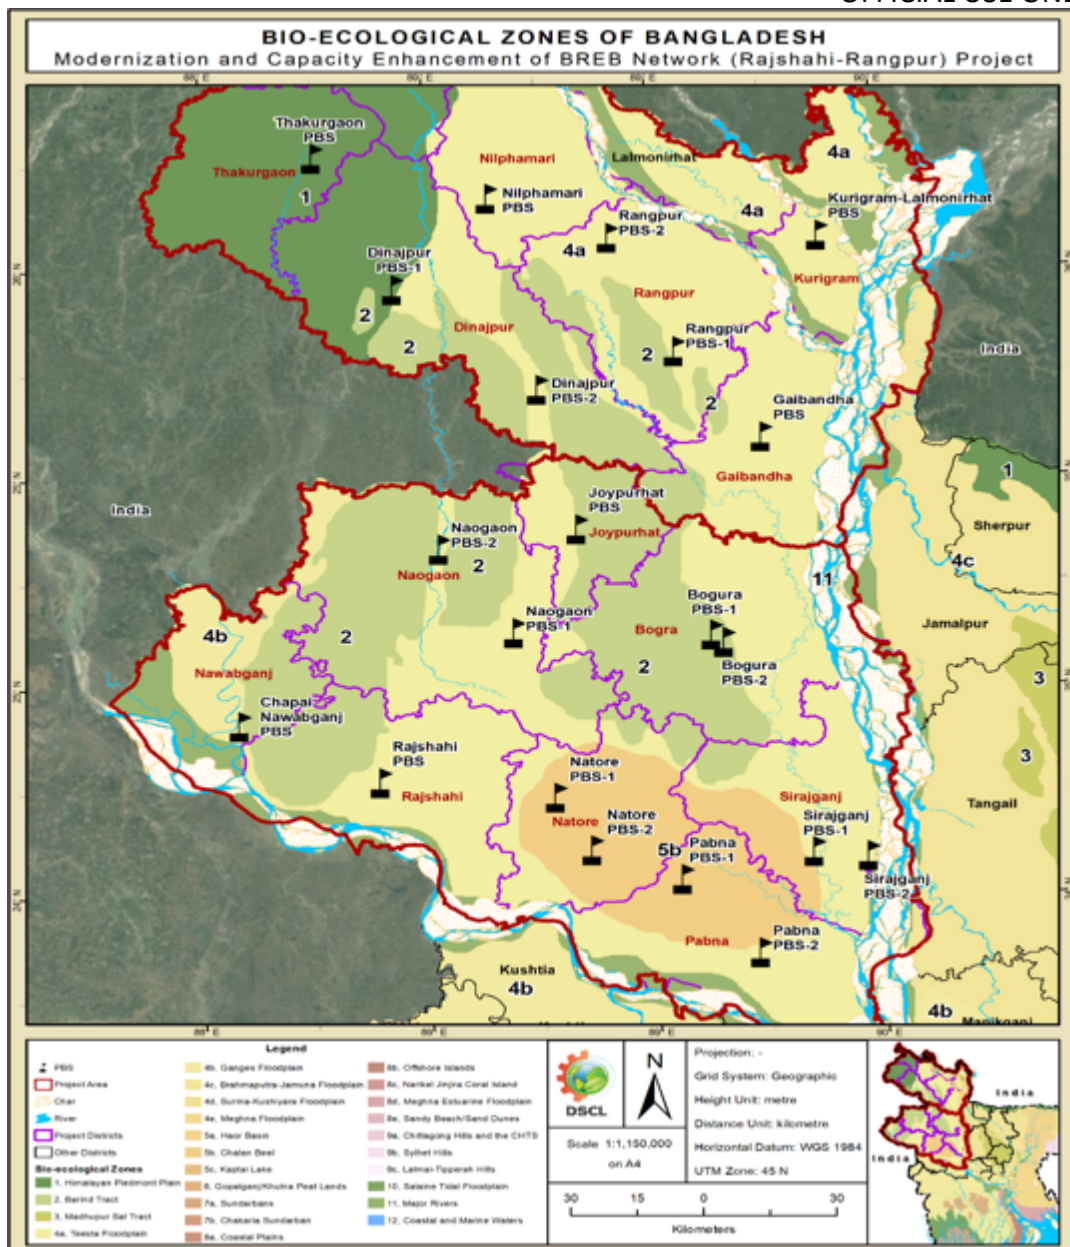 BIO-ECOLOGICAL ZONES OF BANGLADESH
Modernization and Capacity Enhancement of BREB Network (Rajshahi-Rangpur) Project
Thakurgaon
PBS
Thakurgaon
1
Nilphamari
Nilphamari
PBS
Lalmonirhat
4a
4a
Kurigram-Lalmonirhat
PBS
Rangpur
PBS-2
4a
Kurigram
Dinajpur
PBS-1
Rangpur
2
Dinajpur
2
Rangpur
PBS-1
2
India
Dinajpur
PBS-2
2
Gaibandha
PBS
Gaibandha
1
Sherpur
India
Joypurhat
PBS
Joypurhat
Naogaon
PBS-2
2
Naogaon
4c
11
Jamalpur
Bogura
PBS-1
Naogaon
PBS-1
Bogra
4b
2
2
Bogura
PBS-2
Nawabganj
3
Chapai
Nawabganj
PBS
Rajshahi
PBS
Rajshahi
Natore
PBS-1
3
Sirajganj
Tangail
Natore
Natore
PBS-2
Sirajganj
PBS-1
5b
Pabna
PBS-1
Sirajganj
PBS-2
Pabna
Pabna
PBS-2
Kushtia
4b
4b
Legend
PBS
Project Area
Char
River
Project Districts
Other Districts
Bio-ecological Zones
1, Himalayan Piedmont Plain
2, Barind Tract
3, Madhupur Sal Tract
4a, Teesta Floodplain
4b, Ganges Floodplain
4c, Brahmaputra-Jamuna Floodplain
4d, Surma-Kushiyara Floodplain
4e, Meghna Floodplain
5a, Haor Basin
5b, Chalan Beel
5c, Kaptai Lake
6, Gopalganj/Khulna Peat Lands
7a, Sundarbans
7b, Chakaria Sundarban
8a, Coastal Plains
8b, Offshore Islands
8c, Narikel Jinjira Coral Island
8d, Meghna Estuarine Floodplain
8e, Sandy Beach/Sand Dunes
9a, Chittagong Hills and the CHTS
9b, Sylhet Hills
9c, Lalmai-Tipperah Hills
10, Salaine Tidal Floodplain
11, Major Rivers
12, Coastal and Marine Waters
DSCL
N
Scale 1:1,150,000
on A4
Projection: -
Grid System: Geographic
Height Unit: metre
Distance Unit: kilometre
Horizontal Datum: WGS 1984
UTM Zone: 45 N
30 15 0 30
Kilometers
India
India